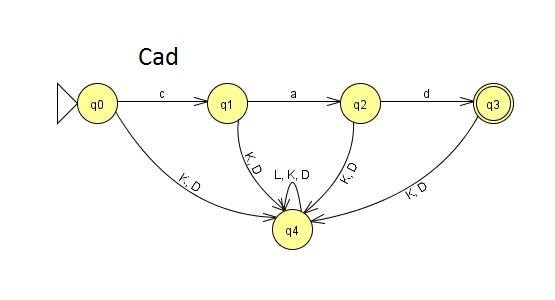 Cad
q0 c q1 a q2 d q3
L, K, D
K, D K, D K, D K, D
q4